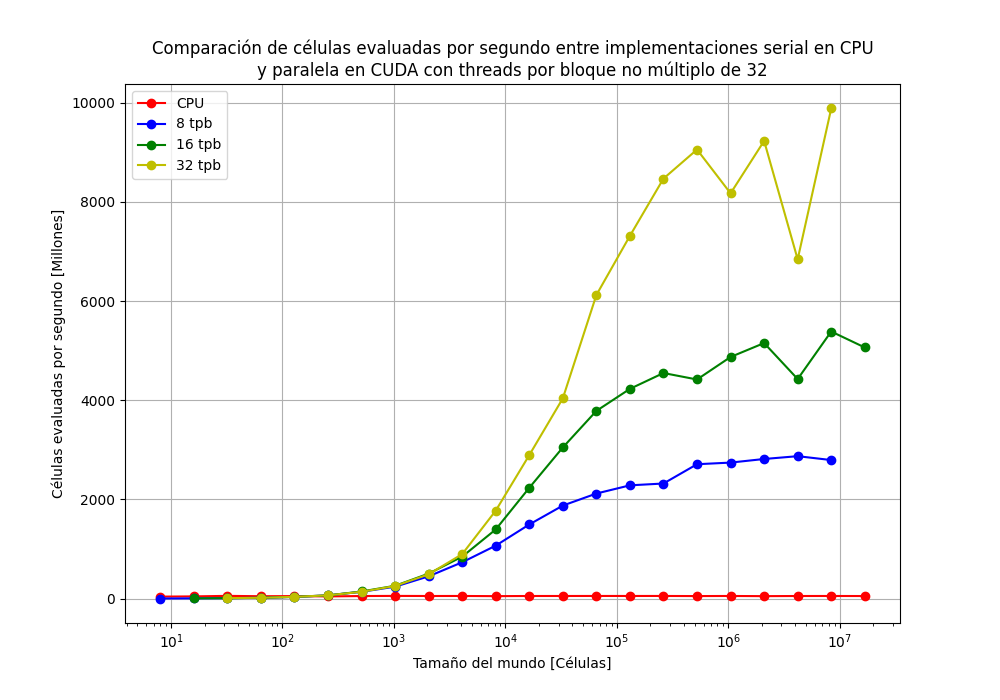 Comparación de células evaluadas por segundo entre implementaciones serial en CPU
y paralela en CUDA con threads por bloque no múltiplo de 32
CPU
8 tpb
16 tpb
32 tpb
10000
8000
6000
4000
2000
0
Células evaluadas por segundo [Millones]
10¹ 10² 10³ 10⁴ 10⁵ 10⁶ 10⁷
Tamaño del mundo [Células]